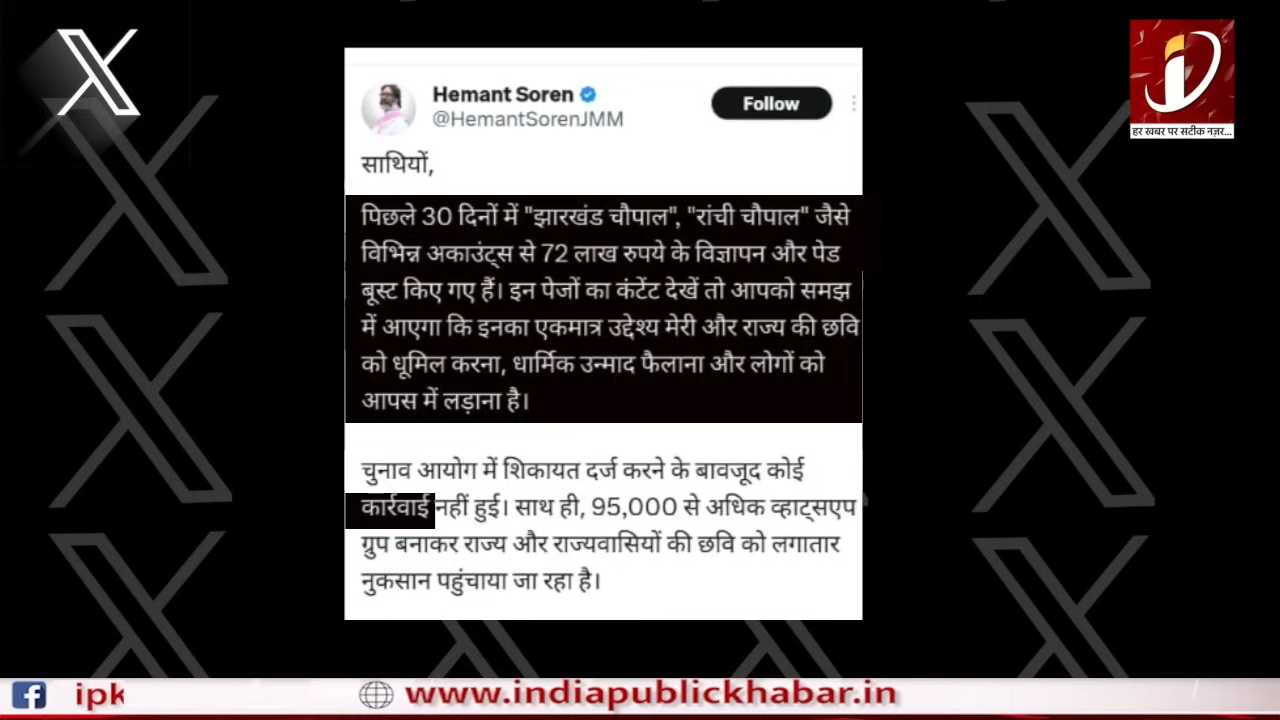 Hemant Soren
@HemantSorenJMM
Follow
साथियों,
पिछले 30 दिनों में "झारखंड चौपाल", "रांची चौपाल" जैसे
विभिन्न अकाउंट्स से 72 लाख रुपये के विज्ञापन और पेड
बूस्ट किए गए हैं। इन पेजों का कंटेंट देखें तो आपको समझ
में आएगा कि इनका एकमात्र उद्देश्य मेरी और राज्य की छवि
को धूमिल करना, धार्मिक उन्माद फैलाना और लोगों को
आपस में लड़ाना है।
चुनाव आयोग में शिकायत दर्ज करने के बावजूद कोई
कार्रवाई नहीं हुई। साथ ही, 95,000 से अधिक व्हाट्सएप
ग्रुप बनाकर राज्य और राज्यवासियों की छवि को लगातार
नुकसान पहुंचाया जा रहा है।
हर खबर पर सटीक नज़र...
ipk
www.indiapublickhabar.in